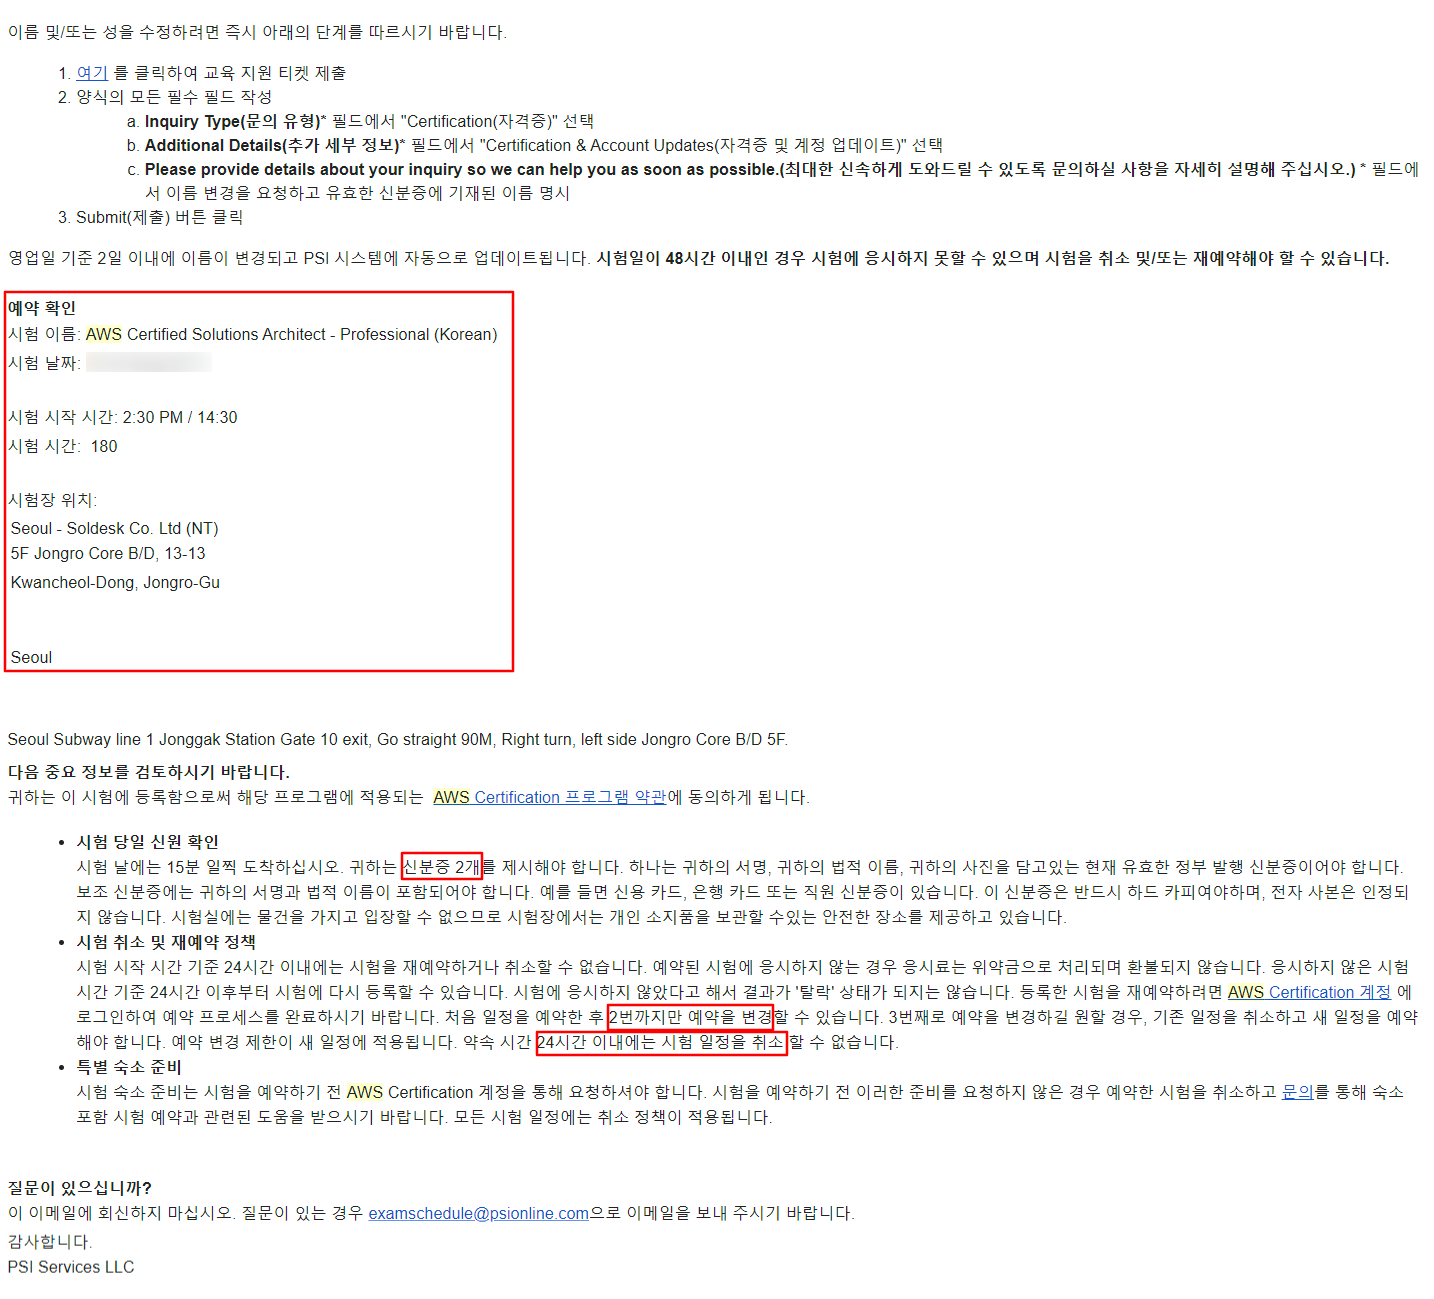 이름 및/또는 성을 수정하려면 즉시 아래의 단계를 따르시기 바랍니다.
1. 여기 를 클릭하여 교육 지원 티켓 제출
2. 양식의 모든 필수 필드 작성
a. Inquiry Type(문의 유형)* 필드에서 "Certification(자격증)" 선택
b. Additional Details(추가 세부 정보)* 필드에서 "Certification & Account Updates(자격증 및 계정 업데이트)" 선택
c. Please provide details about your inquiry so we can help you as soon as possible.(최대한 신속하게 도와드릴 수 있도록 문의하실 사항을 자세히 설명해 주십시오.) * 필드에
서 이름 변경을 요청하고 유효한 신분증에 기재된 이름 명시
3. Submit(제출) 버튼 클릭
영업일 기준 2일 이내에 이름이 변경되고 PSI 시스템에 자동으로 업데이트됩니다. 시험일이 48시간 이내인 경우 시험에 응시하지 못할 수 있으며 시험을 취소 및/또는 재예약해야 할 수 있습니다.
예약 확인
시험 이름: AWS Certified Solutions Architect - Professional (Korean)
시험 날짜:
시험 시작 시간: 2:30 PM / 14:30
시험 시간: 180
시험장 위치:
Seoul - Soldesk Co. Ltd (NT)
5F Jongro Core B/D, 13-13
Kwancheol-Dong, Jongro-Gu
Seoul
Seoul Subway line 1 Jonggak Station Gate 10 exit, Go straight 90M, Right turn, left side Jongro Core B/D 5F.
다음 중요 정보를 검토하시기 바랍니다.
귀하는 이 시험에 등록함으로써 해당 프로그램에 적용되는 AWS Certification 프로그램 약관에 동의하게 됩니다.
• 시험 당일 신원 확인
시험 날에는 15분 일찍 도착하십시오. 귀하는 신분증 2개를 제시해야 합니다. 하나는 귀하의 서명, 귀하의 법적 이름, 귀하의 사진을 담고있는 현재 유효한 정부 발행 신분증이어야 합니다.
보조 신분증에는 귀하의 서명과 법적 이름이 포함되어야 합니다. 예를 들면 신용 카드, 은행 카드 또는 직원 신분증이 있습니다. 이 신분증은 반드시 하드 카피여야하며, 전자 사본은 인정되
지 않습니다. 시험실에는 물건을 가지고 입장할 수 없으므로 시험장에서는 개인 소지품을 보관할 수있는 안전한 장소를 제공하고 있습니다.
• 시험 취소 및 재예약 정책
시험 시작 시간 기준 24시간 이내에는 시험을 재예약하거나 취소할 수 없습니다. 예약된 시험에 응시하지 않는 경우 응시료는 위약금으로 처리되며 환불되지 않습니다. 응시하지 않은 시험
시간 기준 24시간 이후부터 시험에 다시 등록할 수 있습니다. 시험에 응시하지 않았다고 해서 결과가 '탈락' 상태가 되지는 않습니다. 등록한 시험을 재예약하려면 AWS Certification 계정 에
로그인하여 예약 프로세스를 완료하시기 바랍니다. 처음 일정을 예약한 후 2번까지만 예약을 변경할 수 있습니다. 3번째로 예약을 변경하길 원할 경우, 기존 일정을 취소하고 새 일정을 예약
해야 합니다. 예약 변경 제한이 새 일정에 적용됩니다. 약속 시간 24시간 이내에는 시험 일정을 취소 할 수 없습니다.
• 특별 숙소 준비
시험 숙소 준비는 시험을 예약하기 전 AWS Certification 계정을 통해 요청하셔야 합니다. 시험을 예약하기 전 이러한 준비를 요청하지 않은 경우 예약한 시험을 취소하고 문의를 통해 숙소
포함 시험 예약과 관련된 도움을 받으시기 바랍니다. 모든 시험 일정에는 취소 정책이 적용됩니다.
질문이 있으십니까?
이 이메일에 회신하지 마십시오. 질문이 있는 경우 examschedule@psionline.com으로 이메일을 보내 주시기 바랍니다.
감사합니다.
PSI Services LLC